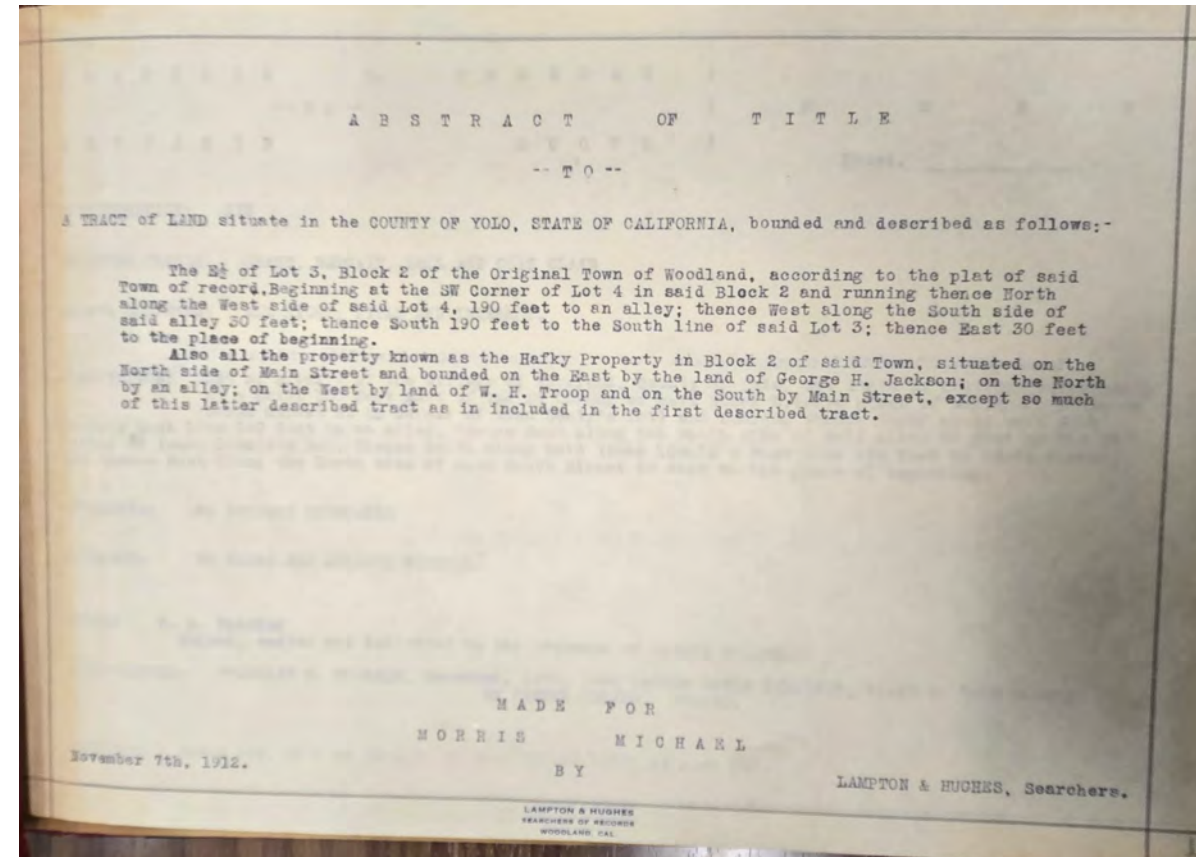 A B S T R A C T OF T I T L E
-- T O --
A TRACT of LAND situate in the COUNTY OF YOLO, STATE OF CALIFORNIA, bounded and described as follows:-
The E½ of Lot 3, Block 2 of the Original Town of Woodland, according to the plat of said
Town of record.Beginning at the SW Corner of Lot 4 in said Block 2 and running thence North
along the West side of said Lot 4, 190 feet to an alley; thence West along the South side of
said alley 30 feet; thence South 190 feet to the South line of said Lot 3; thence East 30 feet
to the place of beginning.
Also all the property known as the Hafky Property in Block 2 of said Town, situated on the
North side of Main Street and bounded on the East by the land of George H. Jackson; on the North
by an alley; on the West by land of W. H. Troop and on the South by Main Street, except so much
of this latter described tract as in included in the first described tract.
M A D E F O R
M O R R I S M I C H A E L
November 7th, 1912.
B Y
LAMPTON & HUGHES, Searchers.
LAMPTON & HUGHES
SEARCHERS OF RECORDS
WOODLAND, CAL.